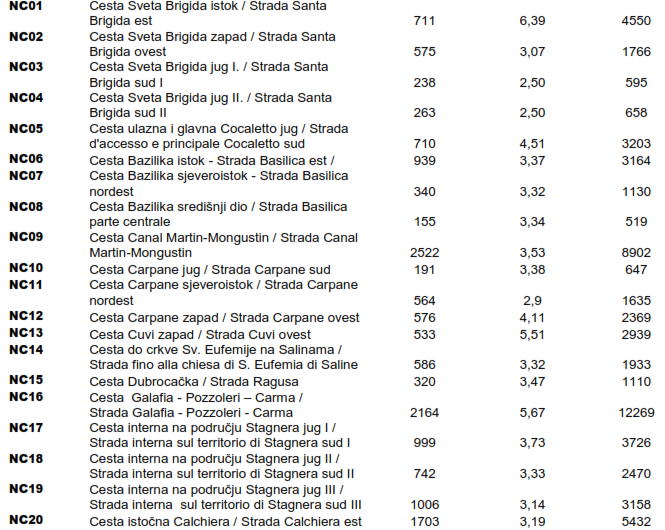 NC01 Cesta Sveta Brigida istok / Strada Santa
Brigida est 711 6,39 4550
NC02 Cesta Sveta Brigida zapad / Strada Santa
Brigida ovest 575 3,07 1766
NC03 Cesta Sveta Brigida jug I. / Strada Santa
Brigida sud I 238 2,50 595
NC04 Cesta Sveta Brigida jug II. / Strada Santa
Brigida sud II 263 2,50 658
NC05 Cesta ulazna i glavna Cocaletto jug / Strada
d'accesso e principale Cocaletto sud 710 4,51 3203
NC06 Cesta Bazilika istok - Strada Basilica est / 939 3,37 3164
NC07 Cesta Bazilika sjeveroistok - Strada Basilica
nordest 340 3,32 1130
NC08 Cesta Bazilika središnji dio / Strada Basilica
parte centrale 155 3,34 519
NC09 Cesta Canal Martin-Mongustin / Strada Canal
Martin-Mongustin 2522 3,53 8902
NC10 Cesta Carpane jug / Strada Carpane sud 191 3,38 647
NC11 Cesta Carpane sjeveroistok / Strada Carpane
nordest 564 2,9 1635
NC12 Cesta Carpane zapad / Strada Carpane ovest 576 4,11 2369
NC13 Cesta Cuvi zapad / Strada Cuvi ovest 533 5,51 2939
NC14 Cesta do crkve Sv. Eufemije na Salinama /
Strada fino alla chiesa di S. Eufemia di Saline 586 3,32 1933
NC15 Cesta Dubrocačka / Strada Ragusa 320 3,47 1110
NC16 Cesta Galafia - Pozzoleri – Carma /
Strada Galafia - Pozzoleri - Carma 2164 5,67 12269
NC17 Cesta interna na području Stagnera jug I /
Strada interna sul territorio di Stagnera sud I 999 3,73 3726
NC18 Cesta interna na području Stagnera jug II /
Strada interna sul territorio di Stagnera sud II 742 3,33 2470
NC19 Cesta interna na području Stagnera jug III /
Strada interna sul territorio di Stagnera sud III 1006 3,14 3158
NC20 Cesta istočna Calchiera / Strada Calchiera est 1703 3,19 5432